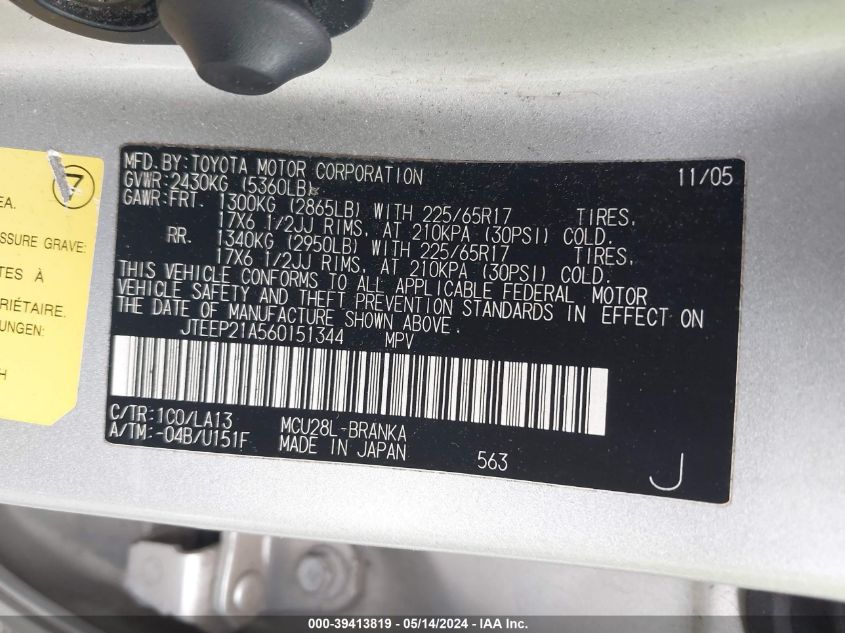 MFD. BY: TOYOTA MOTOR CORPORATION 11/05
GVWR: 2430KG (5360LB)
GAWR: FRT. 1300KG (2865LB) WITH 225/65R17 TIRES,
17X6 1/2JJ RIMS, AT 210KPA (30PSI) COLD.
RR. 1340KG (2950LB) WITH 225/65R17 TIRES,
17X6 1/2JJ RIMS, AT 210KPA (30PSI) COLD.
THIS VEHICLE CONFORMS TO ALL APPLICABLE FEDERAL MOTOR
VEHICLE SAFETY AND THEFT PREVENTION STANDARDS IN EFFECT ON
THE DATE OF MANUFACTURE SHOWN ABOVE.
JTEEP21A560151344 MPV
C/TR: 1C0/LA13 MCU28L-BRANKA
A/TM: -04B/U151F MADE IN JAPAN 563 J
7
EA.
SSURE GRAVE:
TES À
PRIÉTAIRE.
UNGEN:
H
000-39413819 - 05/14/2024 - IAA Inc.